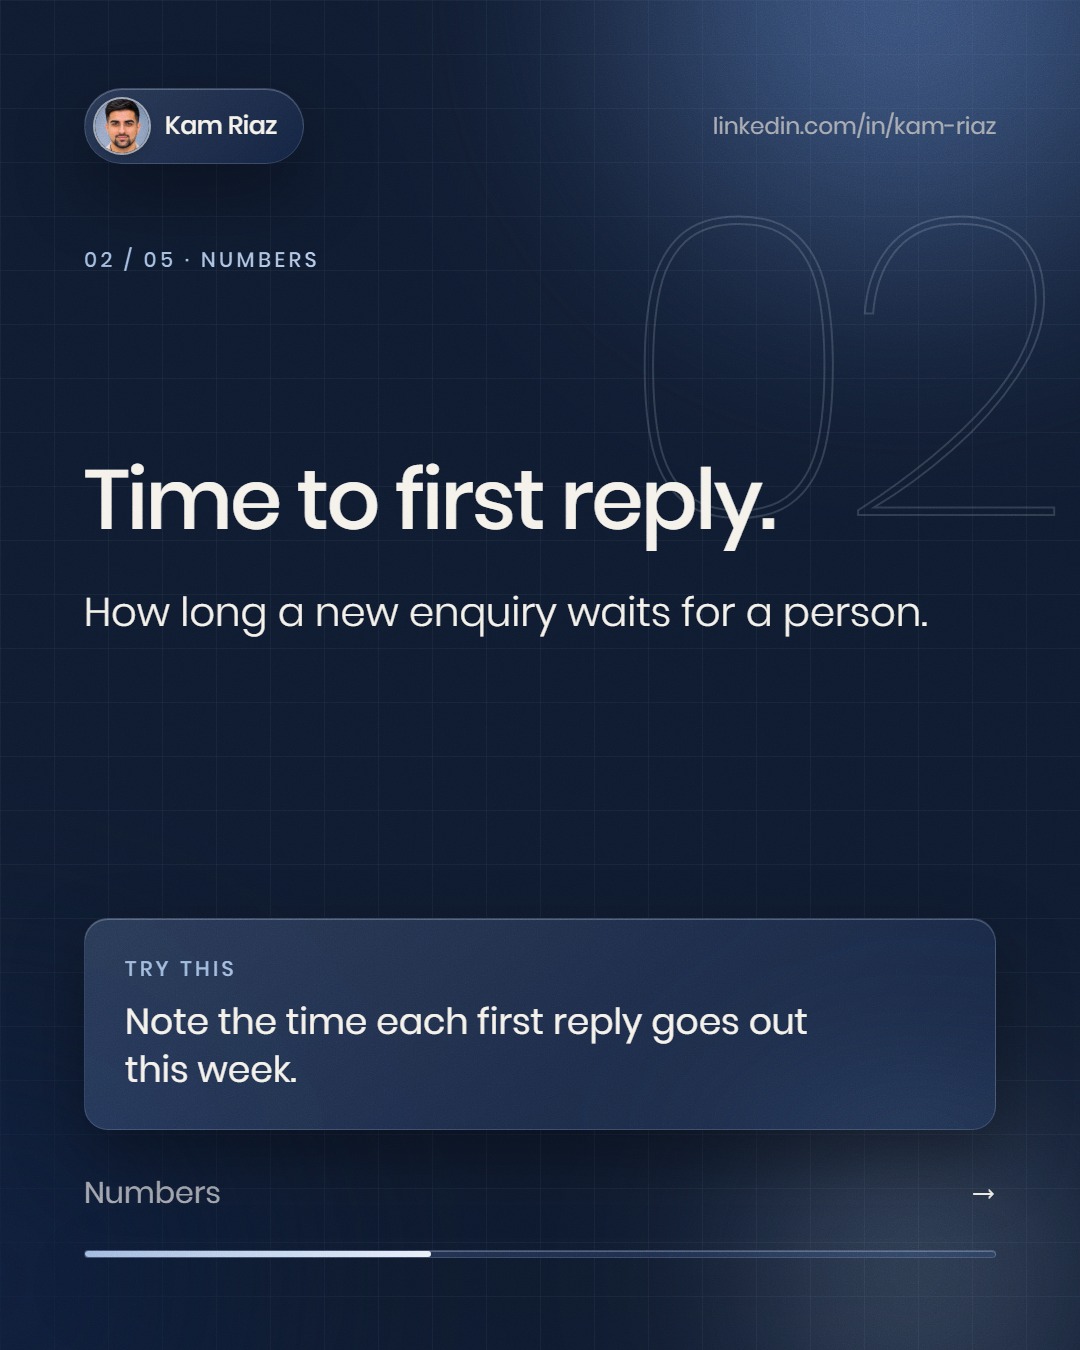 Kam Riaz
linkedin.com/in/kam-riaz
02 / 05 · NUMBERS
02
Time to first reply.
How long a new enquiry waits for a person.
TRY THIS
Note the time each first reply goes out
this week.
Numbers →